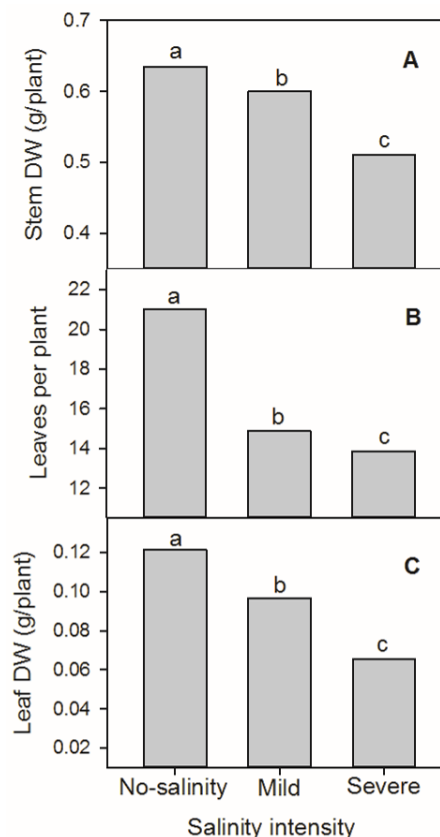 0.7
0.6
0.5
0.4
Stem DW (g/plant)
a
b
c
A
22
20
18
16
14
12
Leaves per plant
a
b
c
B
0.12
0.10
0.08
0.06
0.04
0.02
Leaf DW (g/plant)
a
b
c
C
No-salinity Mild Severe
Salinity intensity